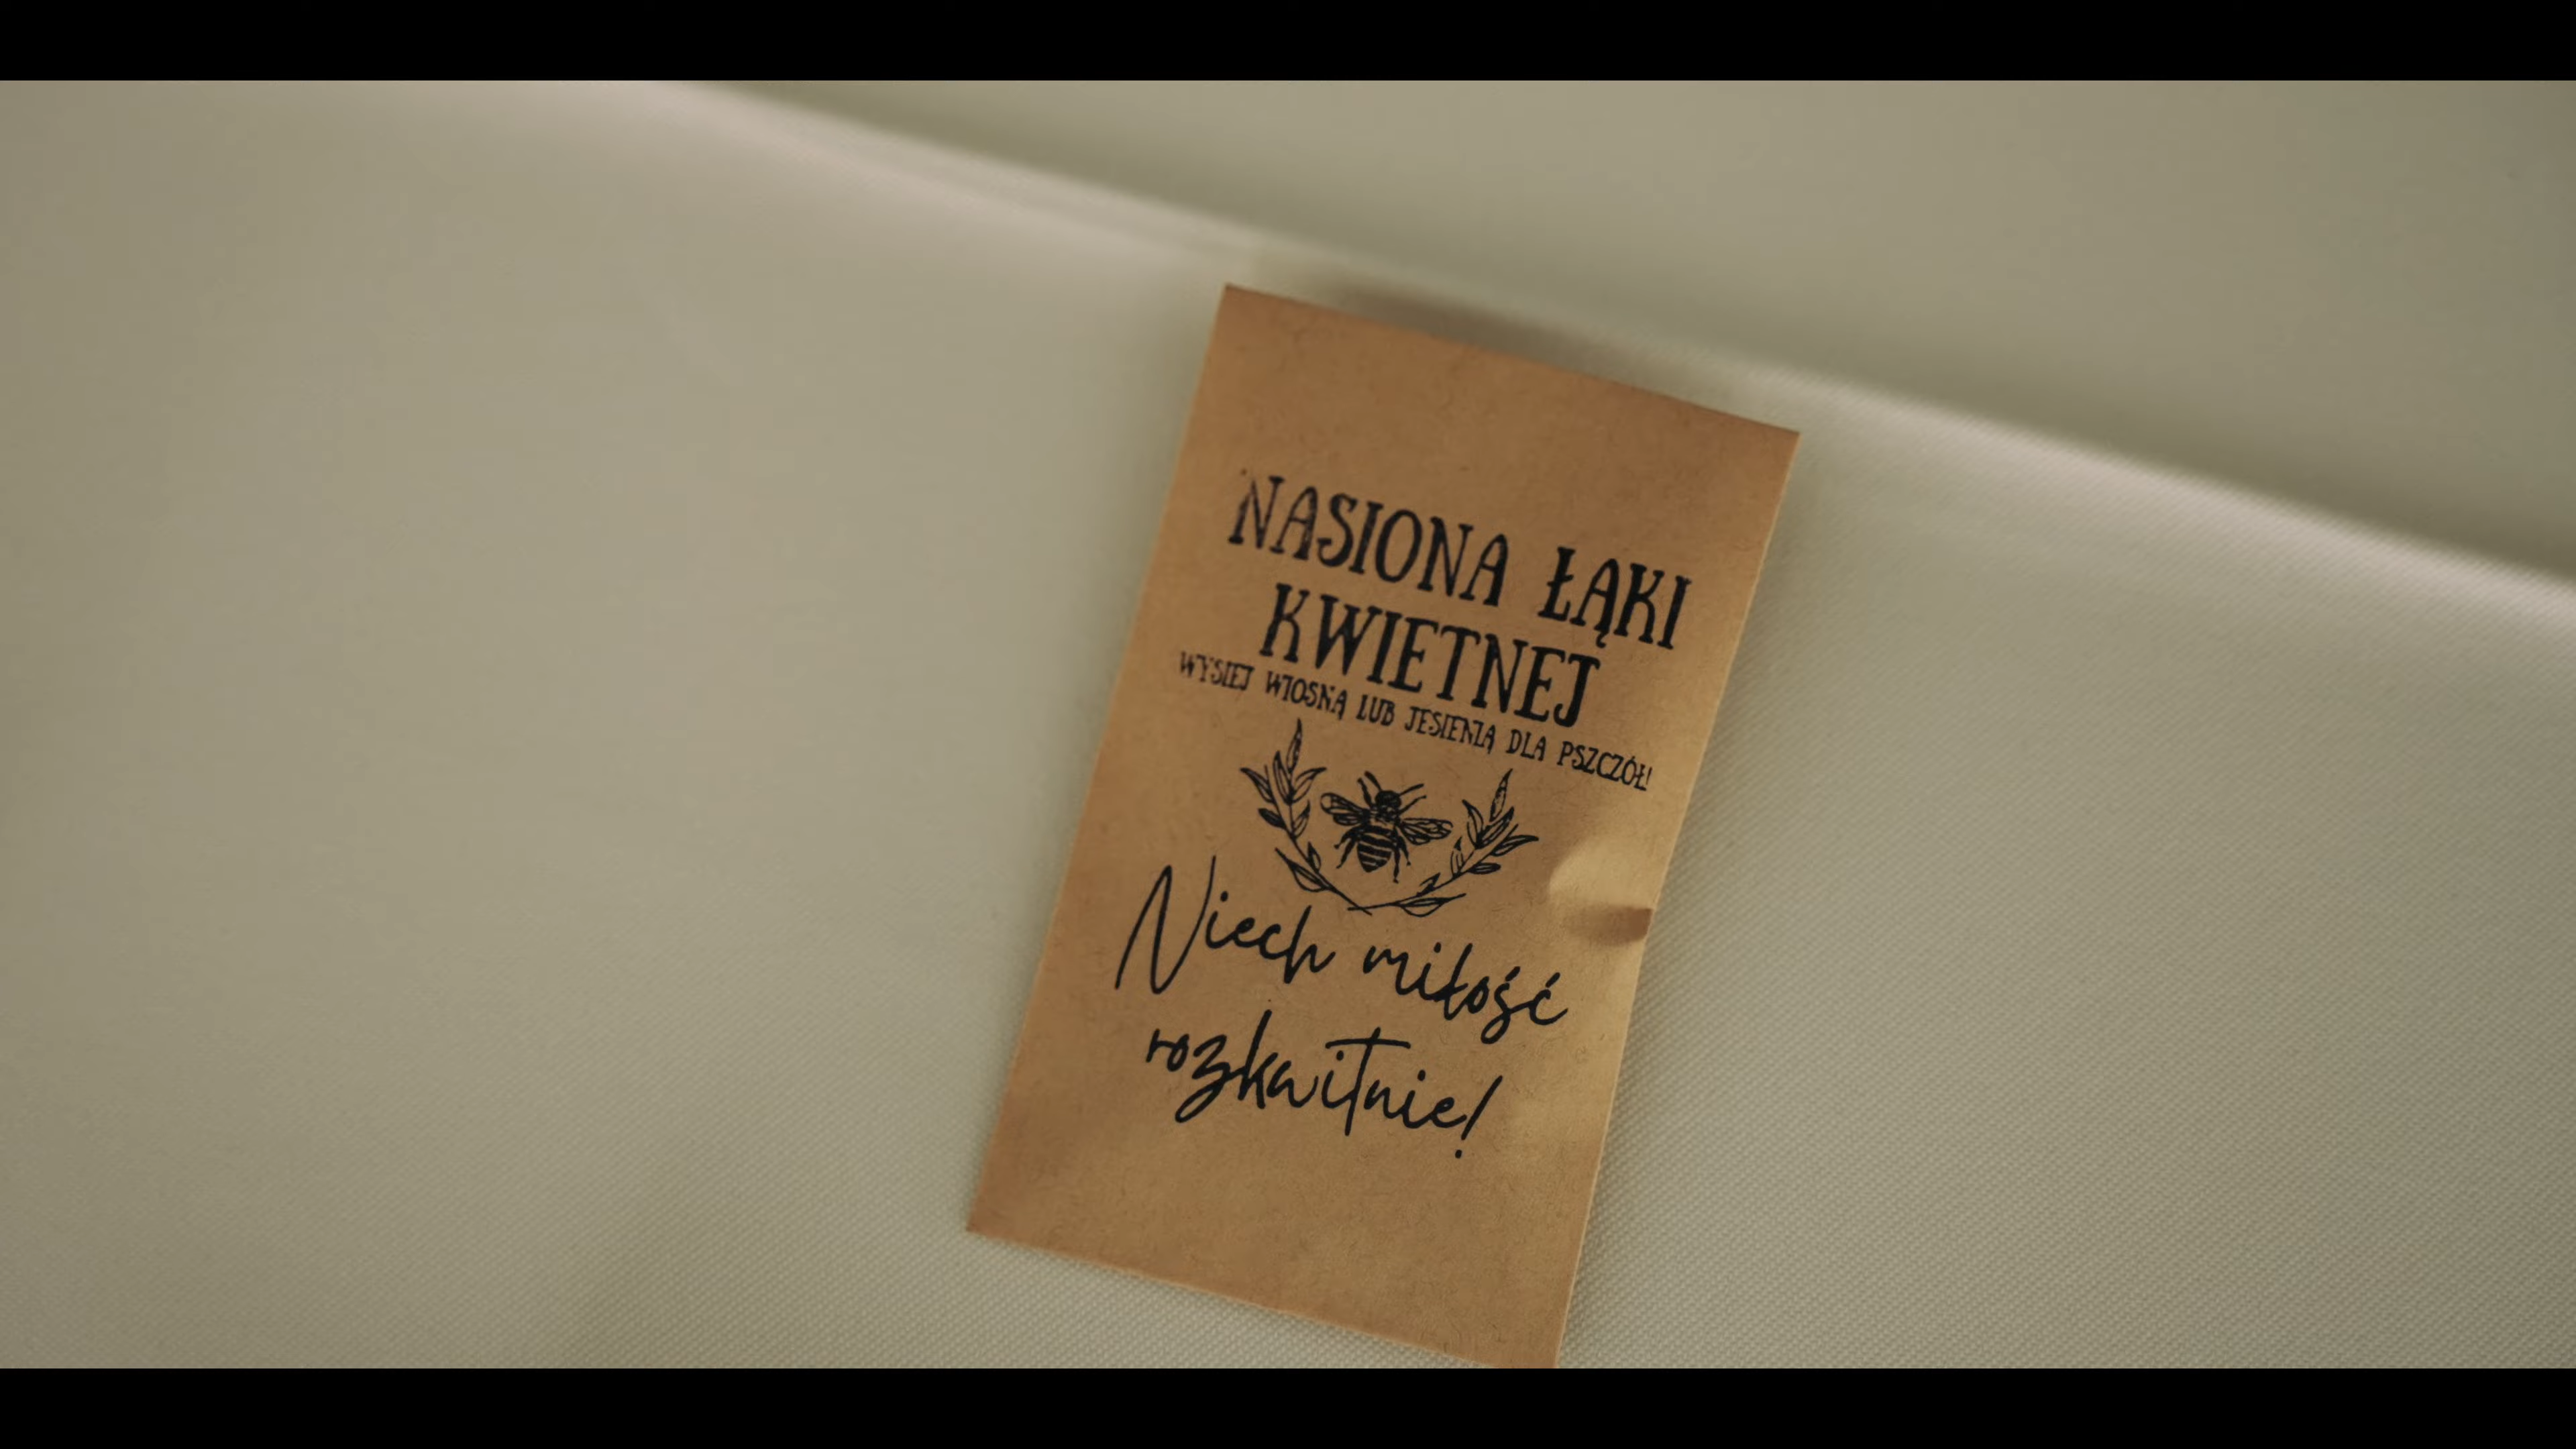 NASIONA ŁĄKI
KWIETNEJ
WYSIEJ WIOSNĄ LUB JESIENIĄ DLA PSZCZÓŁ!
Niech miłość
rozkwitnie!